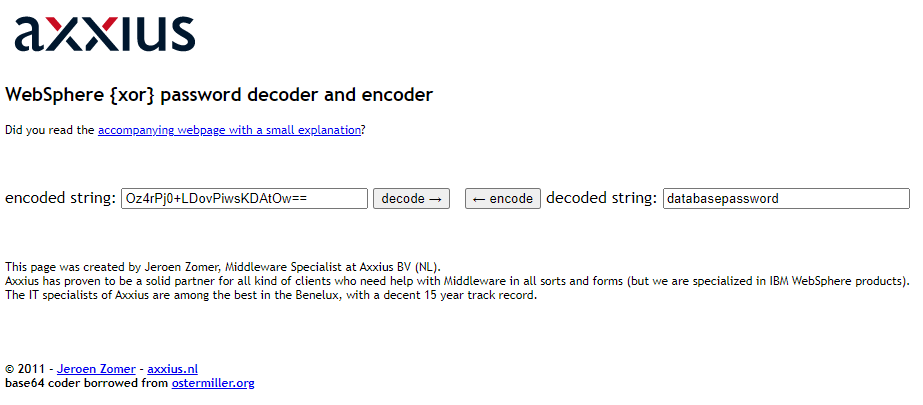 axxius
WebSphere {xor} password decoder and encoder
Did you read the accompanying webpage with a small explanation?
encoded string: Oz4rPj0+LDovPiwsKDAtOw== decode → ← encode decoded string: databasepassword
This page was created by Jeroen Zomer, Middleware Specialist at Axxius BV (NL).
Axxius has proven to be a solid partner for all kind of clients who need help with Middleware in all sorts and forms (but we are specialized in IBM WebSphere products).
The IT specialists of Axxius are among the best in the Benelux, with a decent 15 year track record.
© 2011 - Jeroen Zomer - axxius.nl
base64 coder borrowed from ostermiller.org